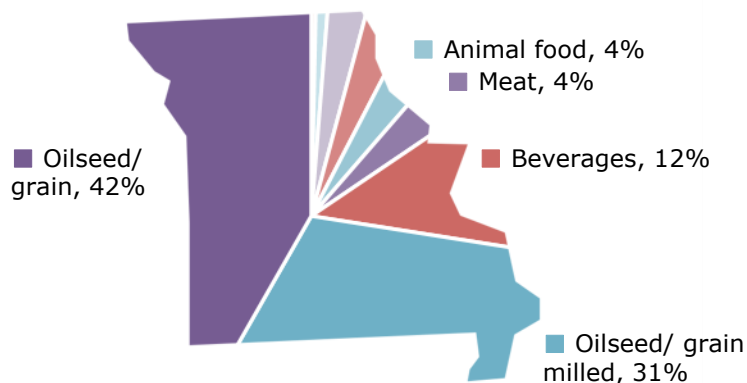 Animal food, 4%
Meat, 4%
Oilseed/
grain, 42%
Beverages, 12%
Oilseed/ grain
milled, 31%